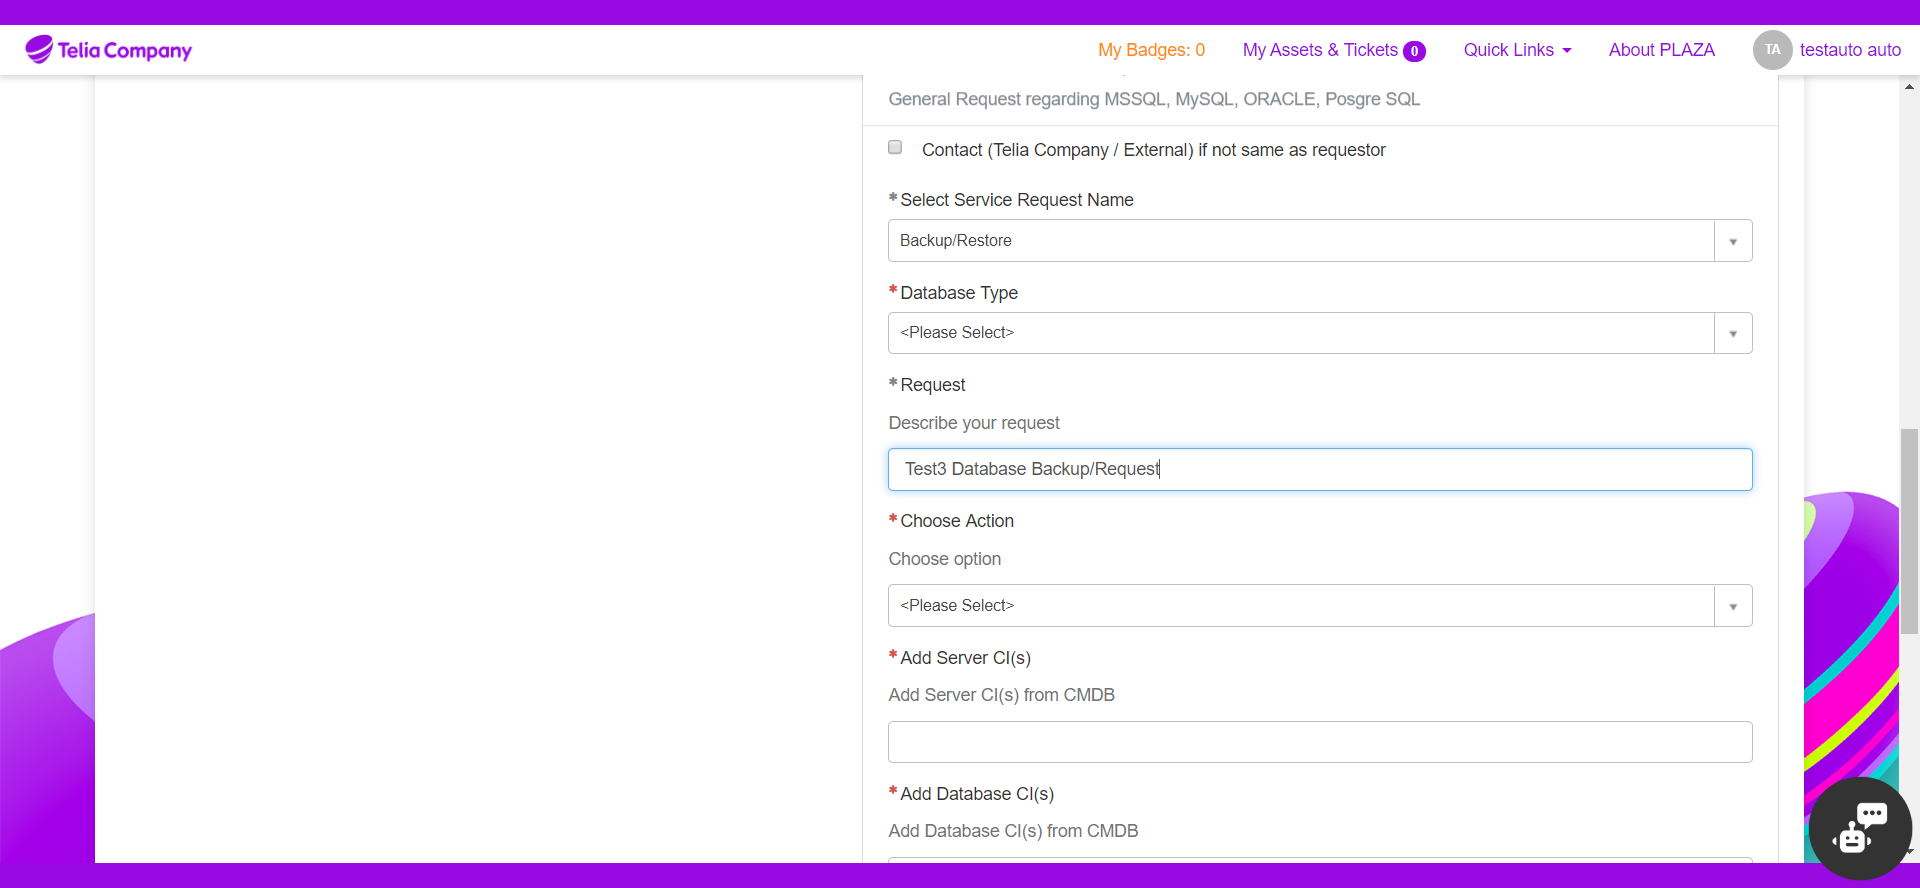 Telia Company
My Badges: 0
My Assets & Tickets 0
Quick Links
About PLAZA
TA
testauto auto
General Request regarding MSSQL, MySQL, ORACLE, Posgre SQL
Contact (Telia Company / External) if not same as requestor
* Select Service Request Name
Backup/Restore
* Database Type
<Please Select>
* Request
Describe your request
Test3 Database Backup/Request
* Choose Action
Choose option
<Please Select>
* Add Server CI(s)
Add Server CI(s) from CMDB
* Add Database CI(s)
Add Database CI(s) from CMDB